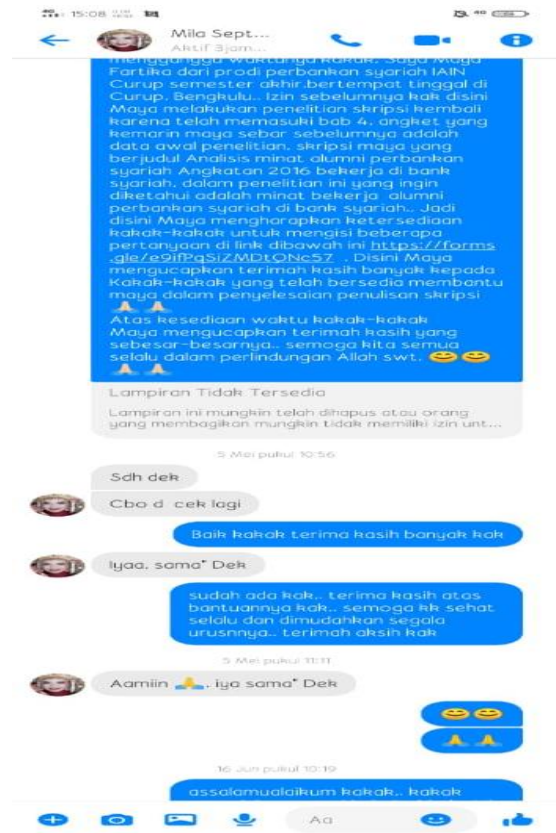 15:08
4G
Mila Sept...
Aktif 3jam...
mengganggu waktunya kakak, Saya Maya
Fartika dari prodi perbankan syariah IAIN
Curup semester akhir.bertempat tinggal di
Curup, Bengkulu.. Izin sebelumnya kak disini
Maya melakukan penelitian skripsi kembali
karena telah memasuki bab 4, angket yang
kemarin maya sebar sebelumnya adalah
data awal penelitian, skripsi maya yang
berjudul Analisis minat alumni perbankan
syariah Angkatan 2016 bekerja di bank
syariah, dalam penelitian ini yang ingin
diketahui adalah minat bekerja alumni
perbankan syariah di bank syariah.. Jadi
disini Maya mengharapkan ketersediaan
kakak-kakak untuk mengisi beberapa
pertanyaan di link dibawah ini https://forms
.gle/e9ifPqSiZMDtQNc57 . Disini Maya
mengucapkan terimah kasih banyak kepada
Kakak-kakak yang telah bersedia membantu
maya dalam penyelesaian penulisan skripsi
🙏🙏
Atas kesediaan waktu kakak-kakak
Maya mengucapkan terimah kasih yang
sebesar-besarnya.. semoga kita semua
selalu dalam perlindungan Allah swt. 😊😊
🙏🙏
Lampiran Tidak Tersedia
Lampiran ini mungkin telah dihapus atau orang
yang membagikan mungkin tidak memiliki izin unt...
5 Mei pukul 10:56
Sdh dek
Cbo d cek lagi
Baik kakak terima kasih banyak kak
Iyaa, sama" Dek
sudah ada kak,. terima kasih atas
bantuannya kak.. semoga kk sehat
selalu dan dimudahkan segala
urusnnya.. terimah aksih kak
5 Mei pukul 11:11
Aamiin 🙏, iya sama" Dek
😊😊
🙏🙏
16 Jun pukul 10:19
assalamualaikum kakak.. kakak
Aa